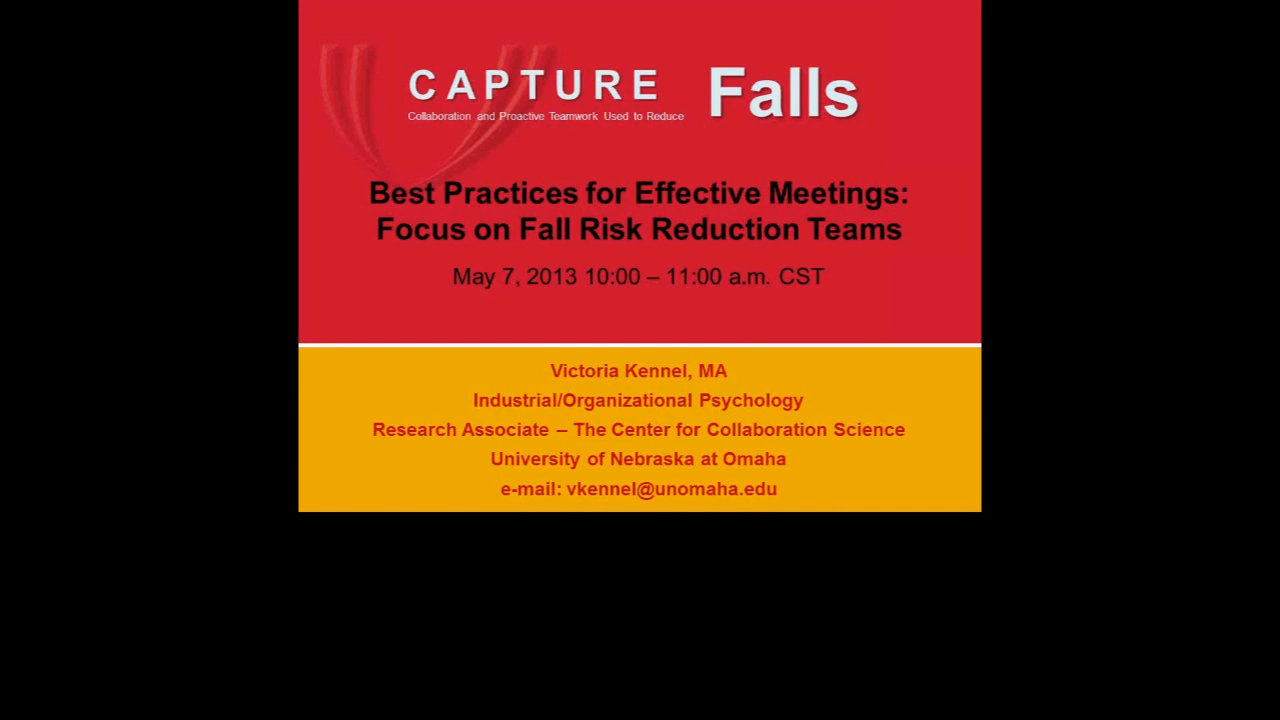 CAPTURE Falls
Collaboration and Proactive Teamwork Used to Reduce
Best Practices for Effective Meetings:
Focus on Fall Risk Reduction Teams
May 7, 2013 10:00 – 11:00 a.m. CST
Victoria Kennel, MA
Industrial/Organizational Psychology
Research Associate – The Center for Collaboration Science
University of Nebraska at Omaha
e-mail: vkennel@unomaha.edu